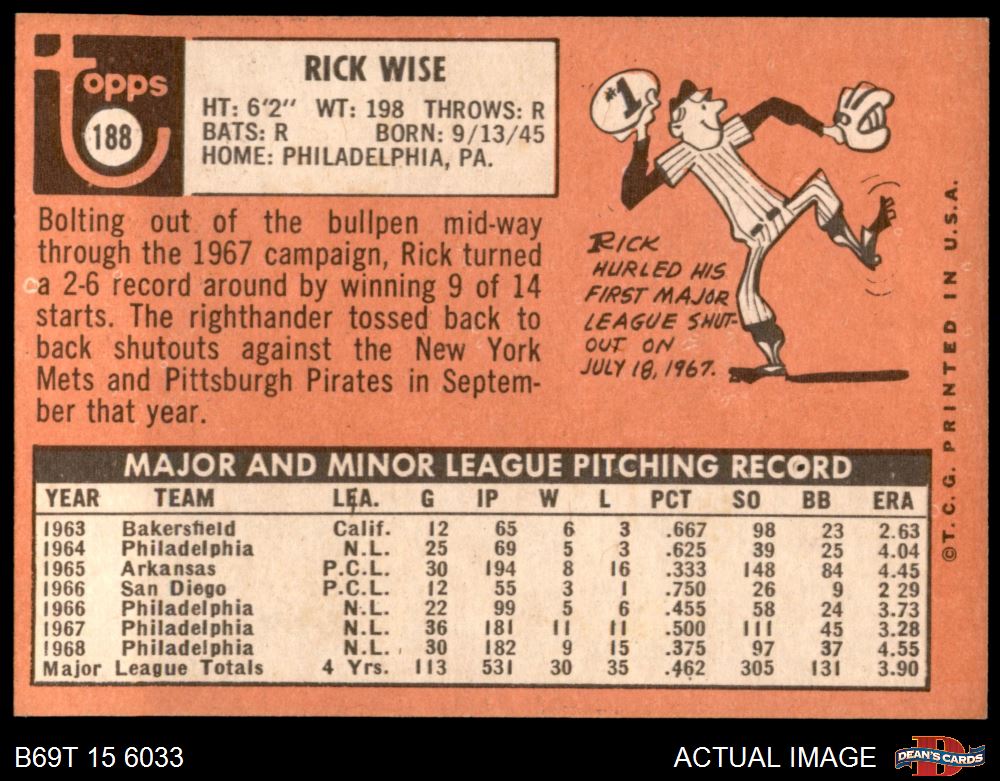 topps
188
RICK WISE
HT: 6'2" WT: 198 THROWS: R
BATS: R BORN: 9/13/45
HOME: PHILADELPHIA, PA.
Bolting out of the bullpen mid-way
through the 1967 campaign, Rick turned
a 2-6 record around by winning 9 of 14
starts. The righthander tossed back to
back shutouts against the New York
Mets and Pittsburgh Pirates in Septem-
ber that year.
#1
RICK
HURLED HIS
FIRST MAJOR
LEAGUE SHUT-
OUT ON
JULY 18, 1967.
MAJOR AND MINOR LEAGUE PITCHING RECORD
YEAR TEAM LEA. G IP W L PCT SO BB ERA
1963 Bakersfield Calif. 12 65 6 3 .667 98 23 2.63
1964 Philadelphia N.L. 25 69 5 3 .625 39 25 4.04
1965 Arkansas P.C.L. 30 194 8 16 .333 148 84 4.45
1966 San Diego P.C.L. 12 55 3 1 .750 26 9 2 29
1966 Philadelphia N.L. 22 99 5 6 .455 58 24 3.73
1967 Philadelphia N.L. 36 181 11 11 .500 111 45 3.28
1968 Philadelphia N.L. 30 182 9 15 .375 97 37 4.55
Major League Totals 4 Yrs. 113 531 30 35 .462 305 131 3.90
©T. C. G. PRINTED IN U.S.A.
B69T 15 6033
ACTUAL IMAGE
DEAN'S CARDS